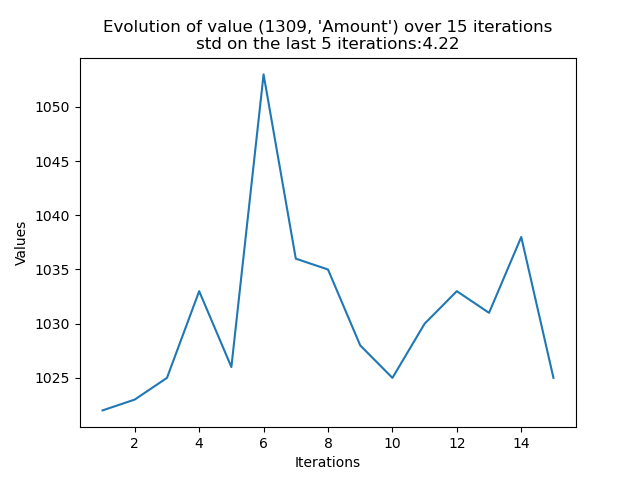 Evolution of value (1309, 'Amount') over 15 iterations
std on the last 5 iterations:4.22
1050
1045
1040
1035
1030
1025
Values
2 4 6 8 10 12 14
Iterations